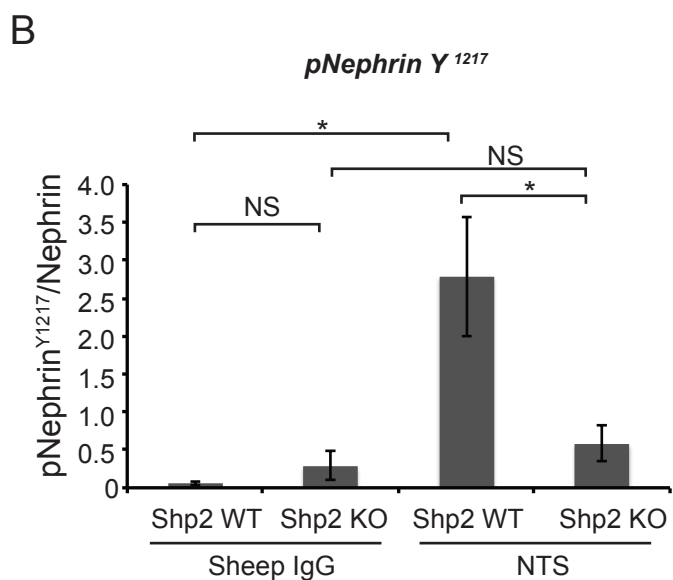 B
pNephrin Y 1217
*
NS
NS
*
pNephrinY1217/Nephrin
4.0
3.5
3.0
2.5
2.0
1.5
1.0
0.5
0
Shp2 WT Shp2 KO Shp2 WT Shp2 KO
Sheep IgG NTS